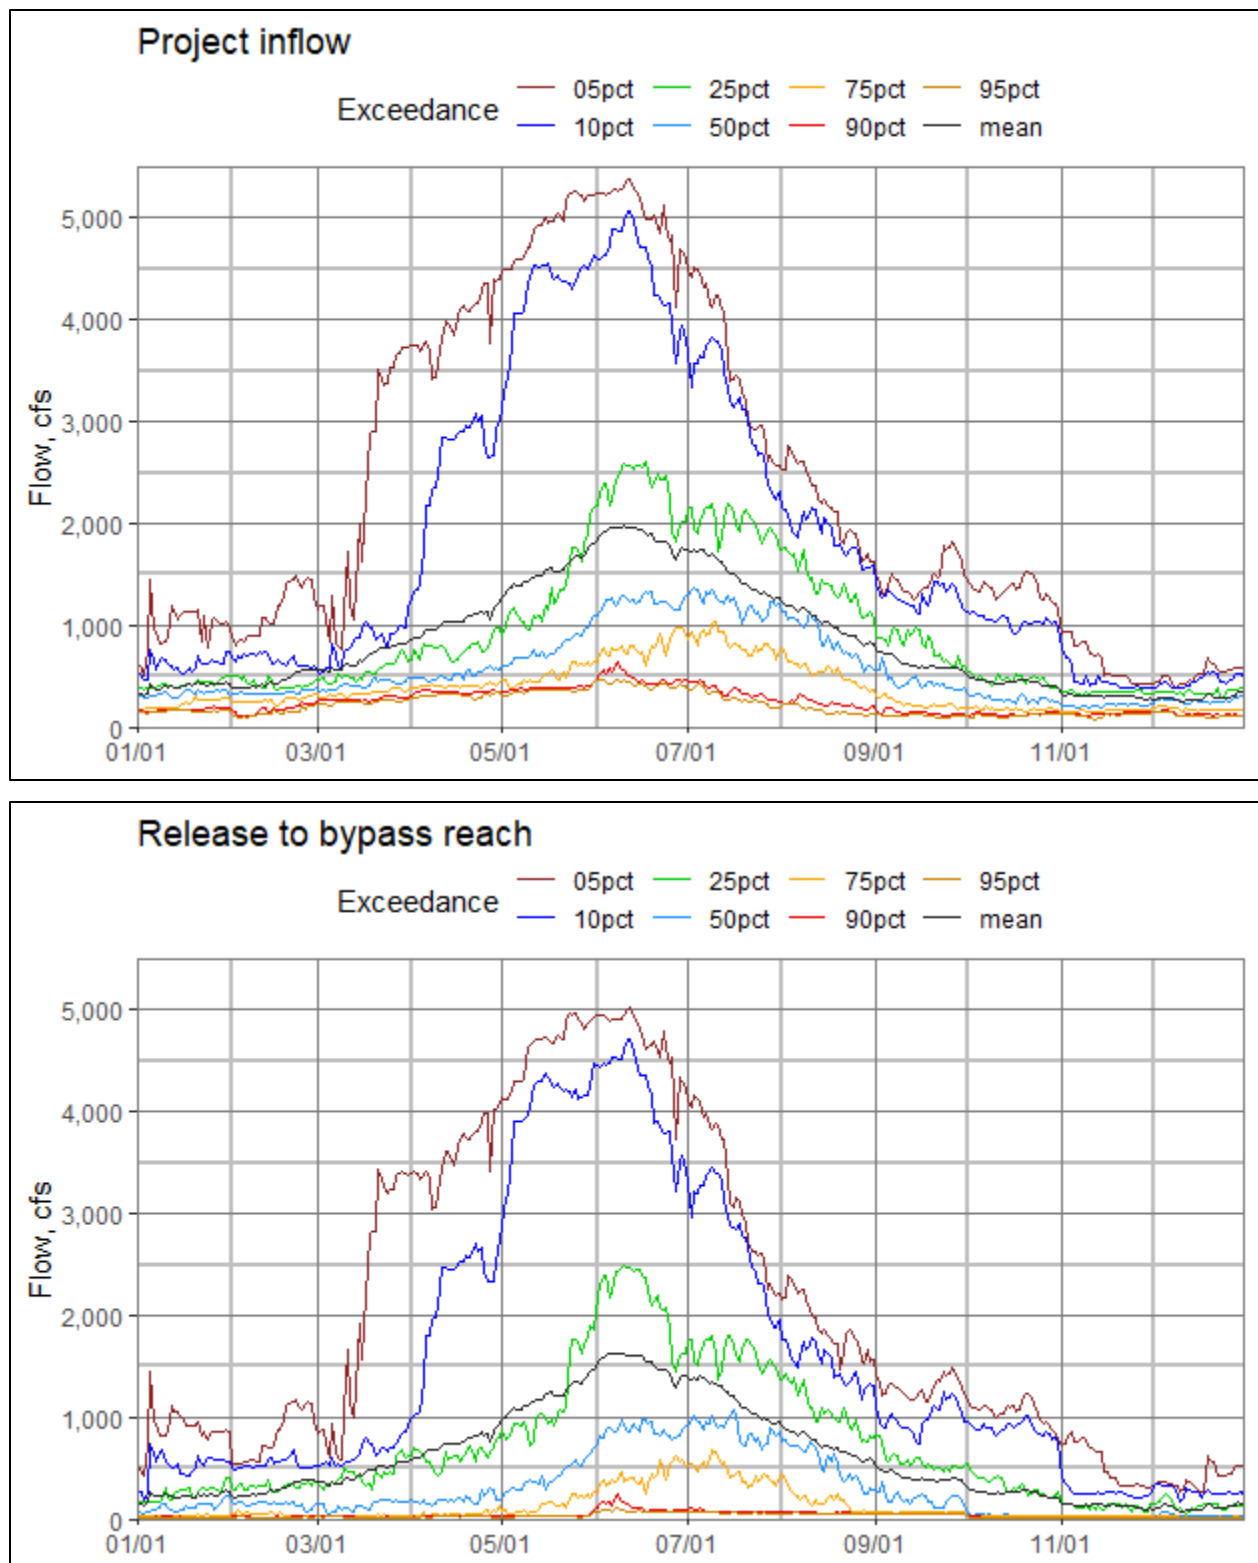 Project inflow
Exceedance
05pct 25pct 75pct 95pct
10pct 50pct 90pct mean
Flow, cfs
5,000
4,000
3,000
2,000
1,000
0
01/01 03/01 05/01 07/01 09/01 11/01
Release to bypass reach
Exceedance
05pct 25pct 75pct 95pct
10pct 50pct 90pct mean
Flow, cfs
5,000
4,000
3,000
2,000
1,000
0
01/01 03/01 05/01 07/01 09/01 11/01